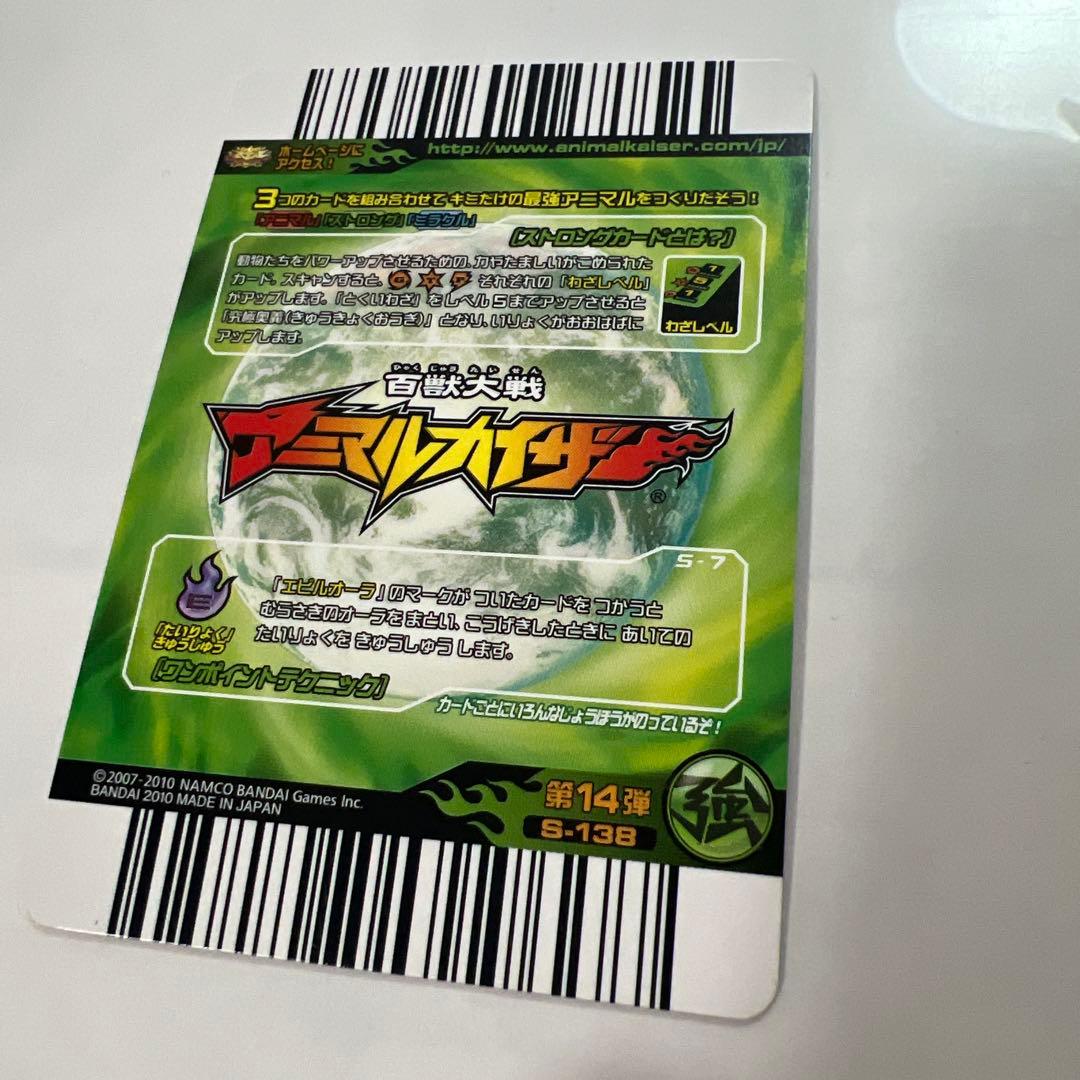 ホームページに
アクセス!
http://www.animalkaiser.com/jp/
3つのカードを組み合わせて キミだけの最強アニマルをつくりだそう!
「アニマル」「ストロング」「ミラクル」
[ストロングカードとは?]
動物たちをパワーアップさせるための、力やたましいがこめられた
カード。スキャンすると、G T P それぞれの「わざレベル」
がアップします。「とくいわざ」をレベル5までアップさせると
「究極奥義(きゅうきょくおうぎ)」となり、いりょくがおおはばに
アップします。
1
5
1
わざレベル
百獣大戦
アニマルカイザー
®
S-7
E
「たいりょく」
きゅうしゅう
「エビルオーラ」のマークが ついたカードを つかうと
むらさきのオーラを まとい、こうげきしたときに あいての
たいりょくを きゅうしゅう します。
[ワンポイントテクニック]
カードごとにいろんなじょうほうがのっているぞ!
©2007-2010 NAMCO BANDAI Games Inc.
BANDAI 2010 MADE IN JAPAN
第14弾
S-138
強